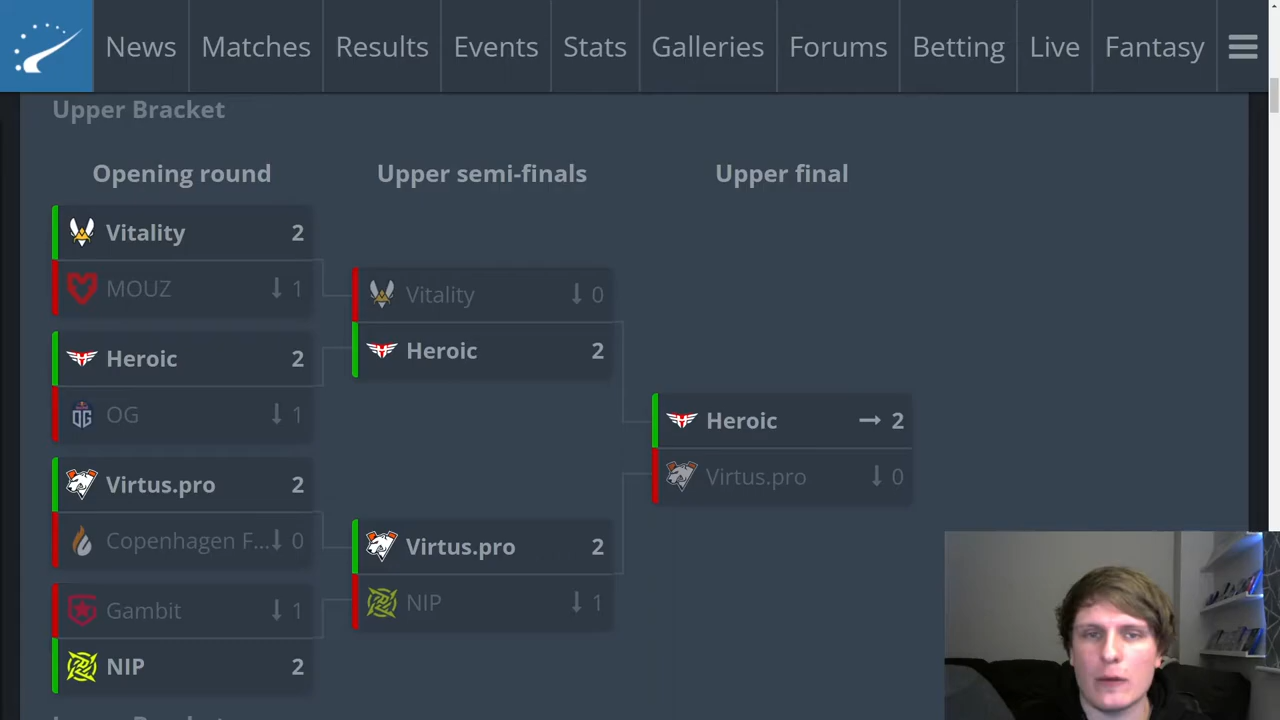 News Matches Results Events Stats Galleries Forums Betting Live Fantasy
Upper Bracket
Opening round
Upper semi-finals
Upper final
Vitality 2
MOUZ ↓ 1
Heroic 2
OG ↓ 1
Virtus.pro 2
Copenhagen F... ↓ 0
Gambit ↓ 1
NIP 2
Vitality ↓ 0
Heroic 2
Virtus.pro 2
NIP ↓ 1
Heroic → 2
Virtus.pro ↓ 0